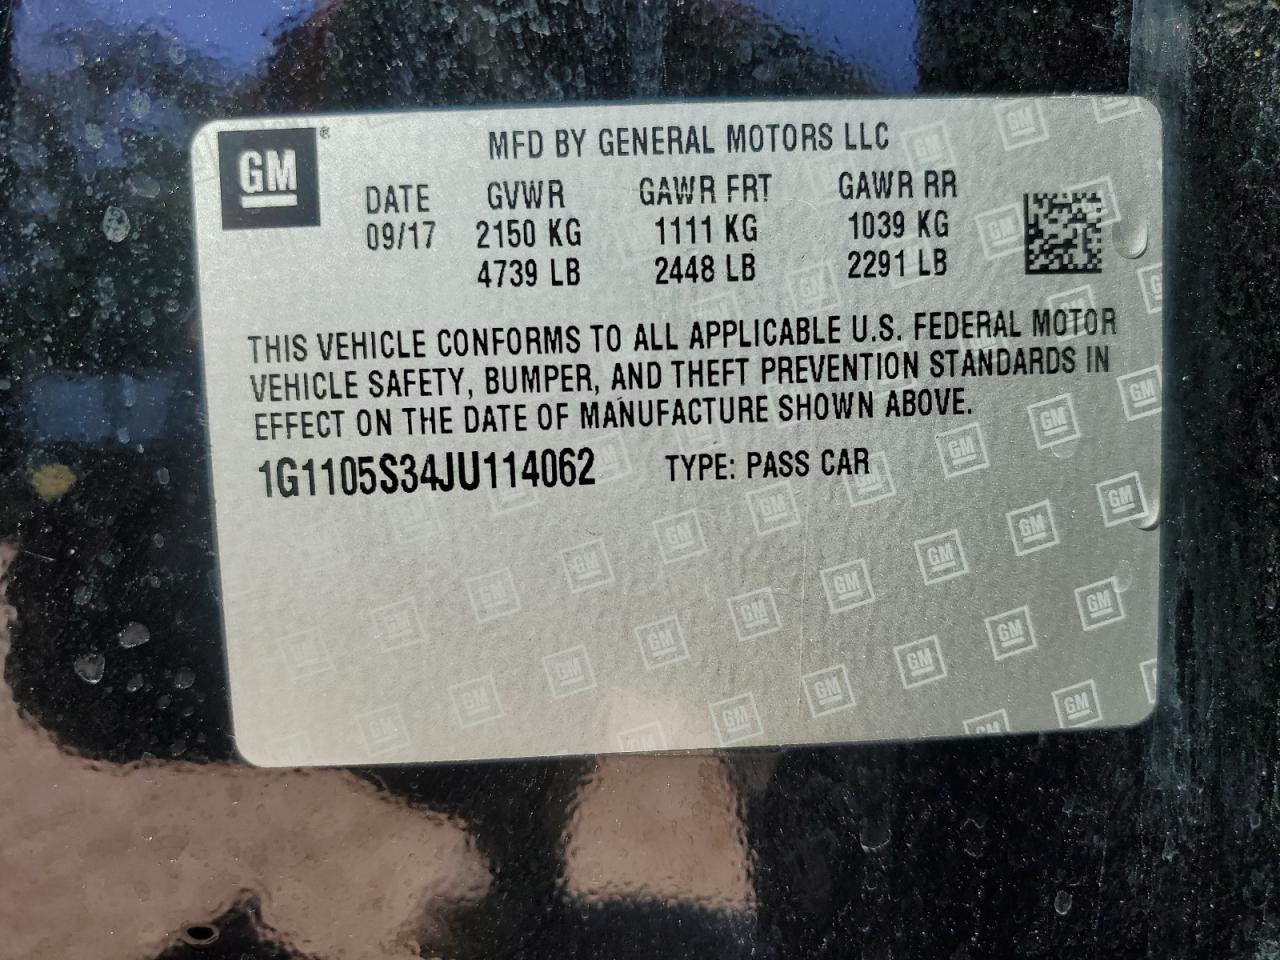 GM®
MFD BY GENERAL MOTORS LLC
DATE GVWR GAWR FRT GAWR RR
09/17 2150 KG 1111 KG 1039 KG
4739 LB 2448 LB 2291 LB
THIS VEHICLE CONFORMS TO ALL APPLICABLE U.S. FEDERAL MOTOR
VEHICLE SAFETY, BUMPER, AND THEFT PREVENTION STANDARDS IN
EFFECT ON THE DATE OF MANUFACTURE SHOWN ABOVE.
1G1105S34JU114062 TYPE: PASS CAR